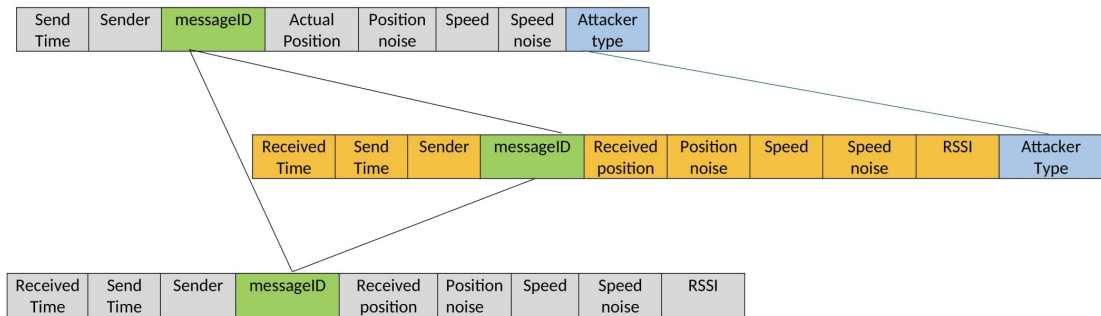 Send Sender messageID Actual Position Speed Speed Attacker
Time Position noise noise type
Received Send Sender messageID Received Position Speed Speed RSSI Attacker
Time Time position noise noise Type
Received Send Sender messageID Received Position Speed Speed RSSI
Time Time position noise noise